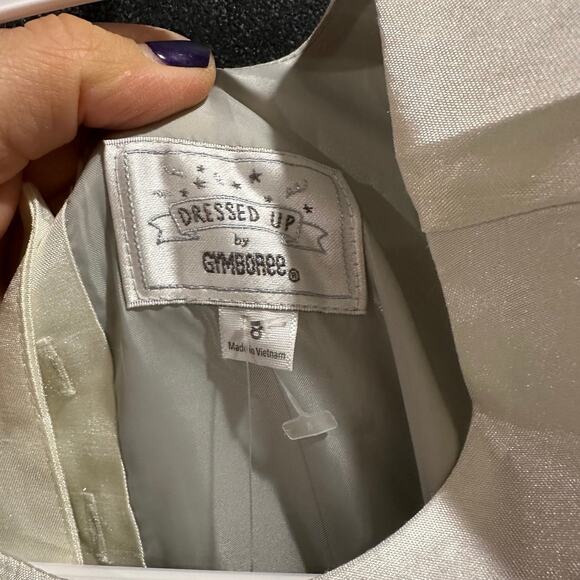 DRESSED UP
by
GYMBOREE®
8
Made in Vietnam